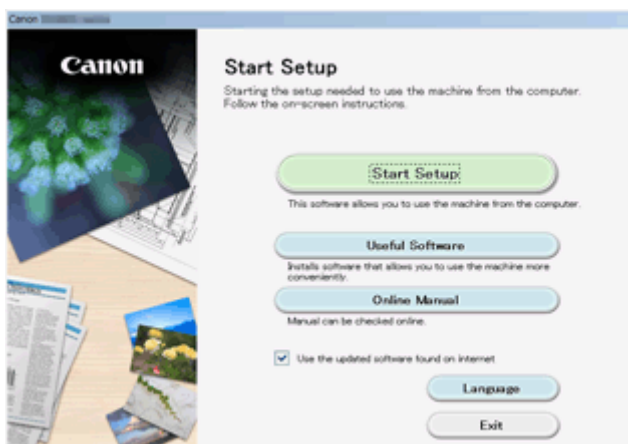 Canon
Canon
Start Setup
Starting the setup needed to use the machine from the computer.
Follow the on-screen instructions.
Start Setup
This software allows you to use the machine from the computer.
Useful Software
Installs software that allows you to use the machine more
conveniently.
Online Manual
Manual can be checked online.
Use the updated software found on internet
Language
Exit